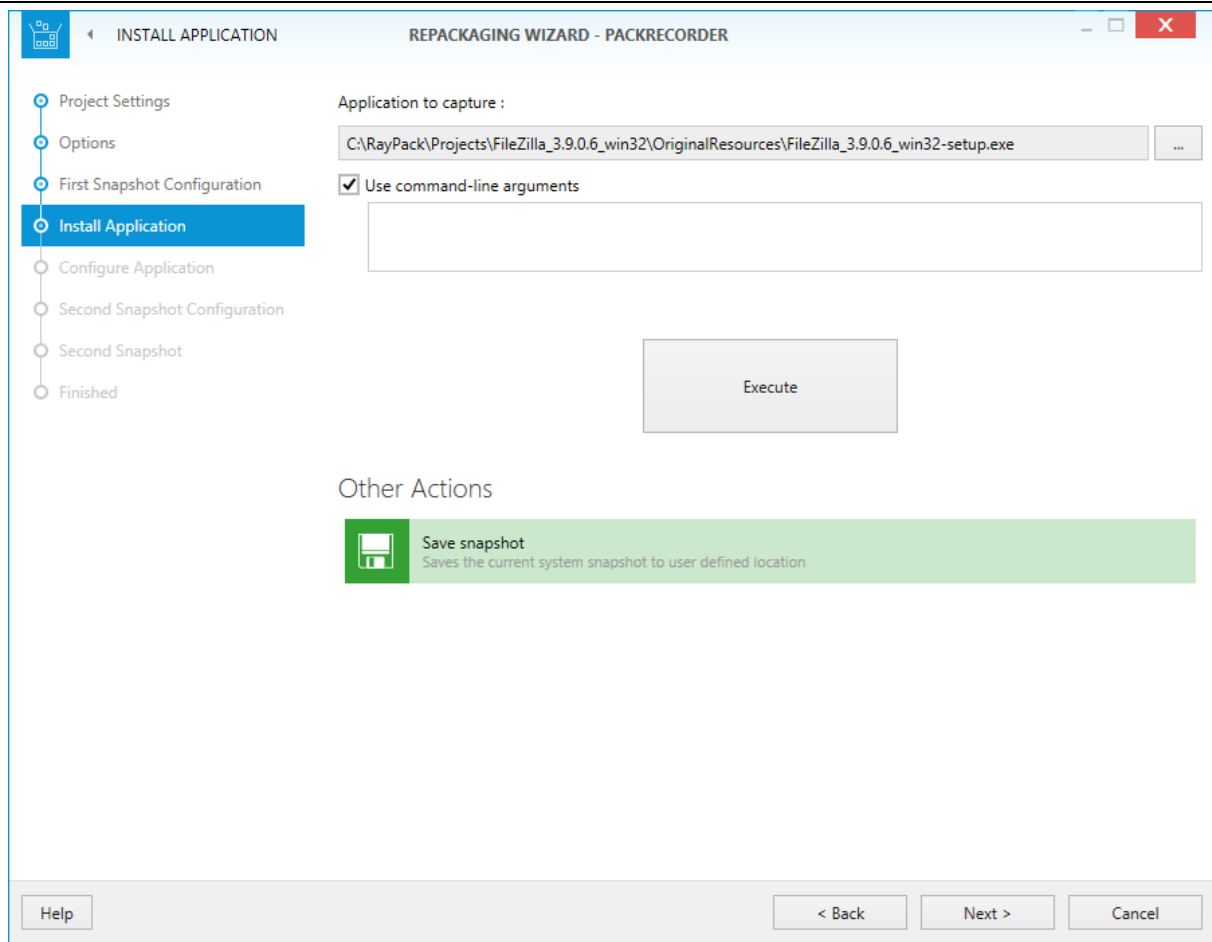 INSTALL APPLICATION
REPACKAGING WIZARD - PACKRECORDER
Project Settings
Options
First Snapshot Configuration
Install Application
Configure Application
Second Snapshot Configuration
Second Snapshot
Finished
Application to capture :
C:\RayPack\Projects\FileZilla_3.9.0.6_win32\OriginalResources\FileZilla_3.9.0.6_win32-setup.exe
...
Use command-line arguments
Execute
Other Actions
Save snapshot
Saves the current system snapshot to user defined location
Help
< Back
Next >
Cancel